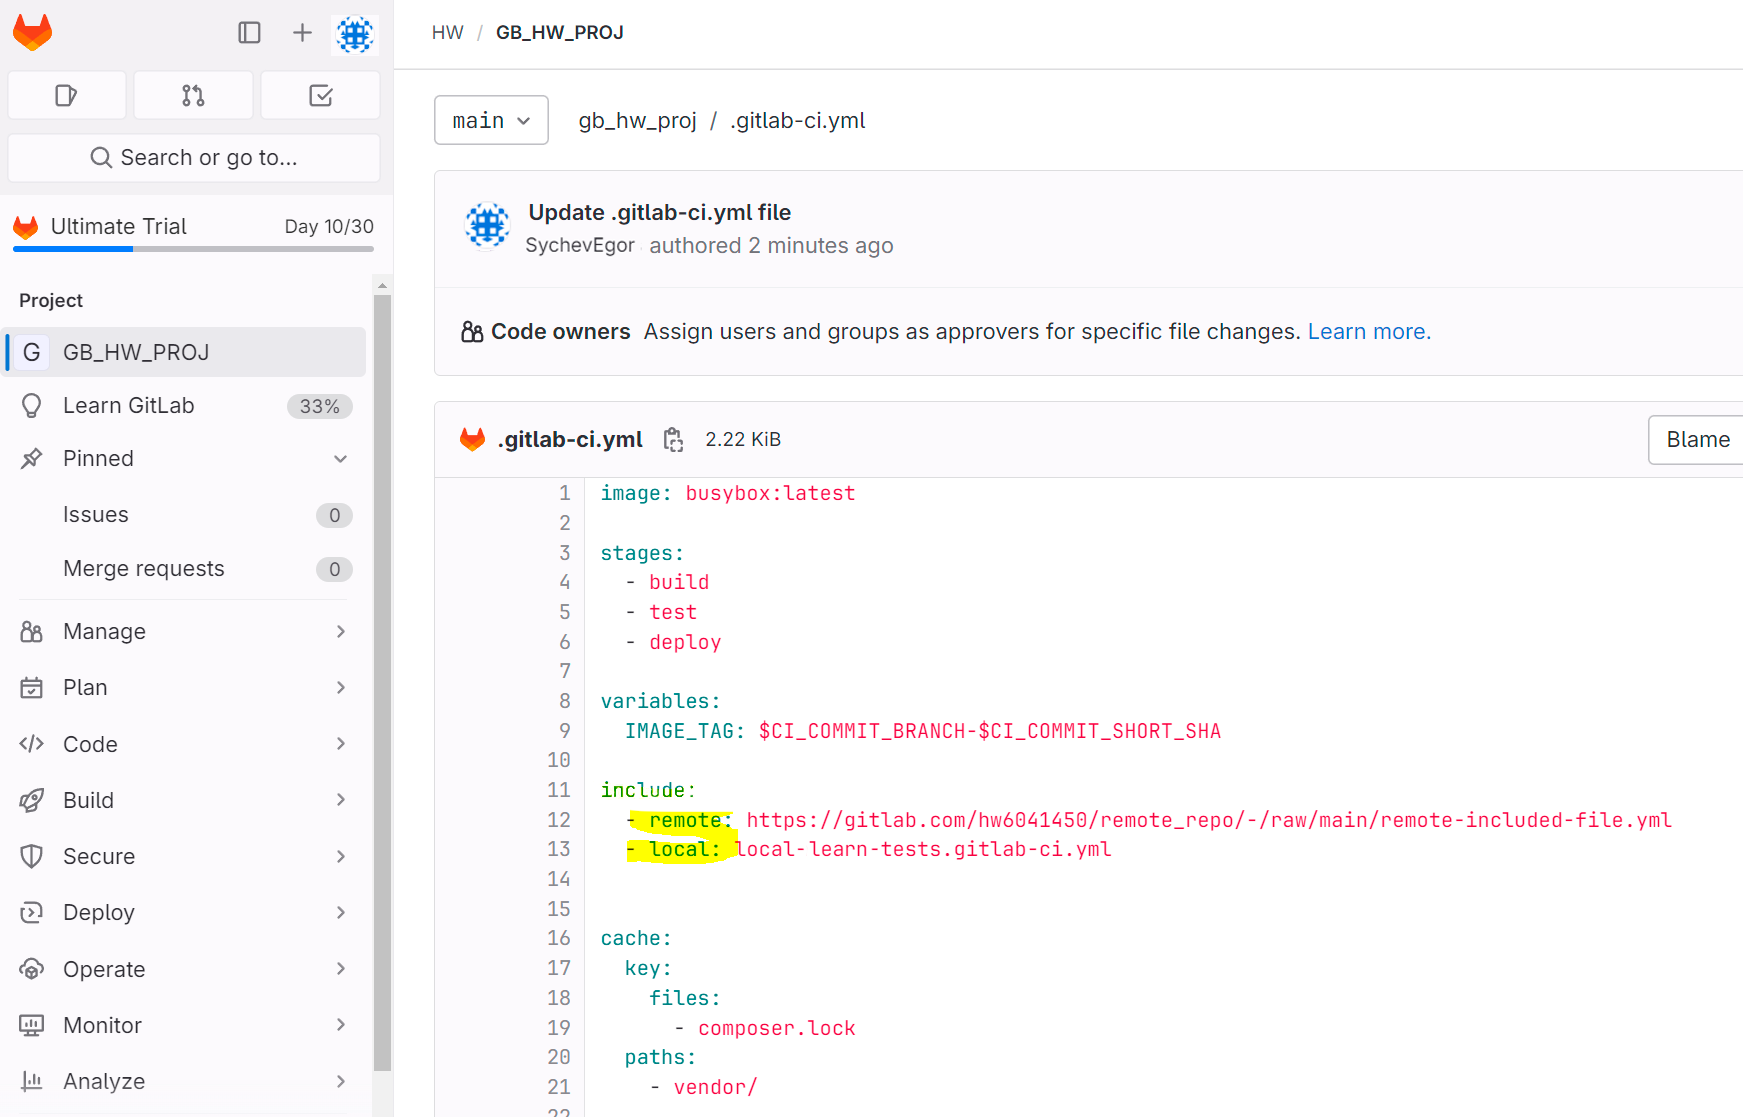 HW / GB_HW_PROJ
main
gb_hw_proj / .gitlab-ci.yml
Search or go to...
Ultimate Trial Day 10/30
Project
G GB_HW_PROJ
Learn GitLab 33%
Pinned
Issues 0
Merge requests 0
Manage
Plan
Code
Build
Secure
Deploy
Operate
Monitor
Analyze
Update .gitlab-ci.yml file
SychevEgor authored 2 minutes ago
Code owners Assign users and groups as approvers for specific file changes. Learn more.
.gitlab-ci.yml 2.22 KiB
Blame
1 image: busybox:latest
2
3 stages:
4 - build
5 - test
6 - deploy
7
8 variables:
9 IMAGE_TAG: $CI_COMMIT_BRANCH-$CI_COMMIT_SHORT_SHA
10
11 include:
12 - remote: https://gitlab.com/hw6041450/remote_repo/-/raw/main/remote-included-file.yml
13 - local: local-learn-tests.gitlab-ci.yml
14
15
16 cache:
17 key:
18 files:
19 - composer.lock
20 paths:
21 - vendor/
22